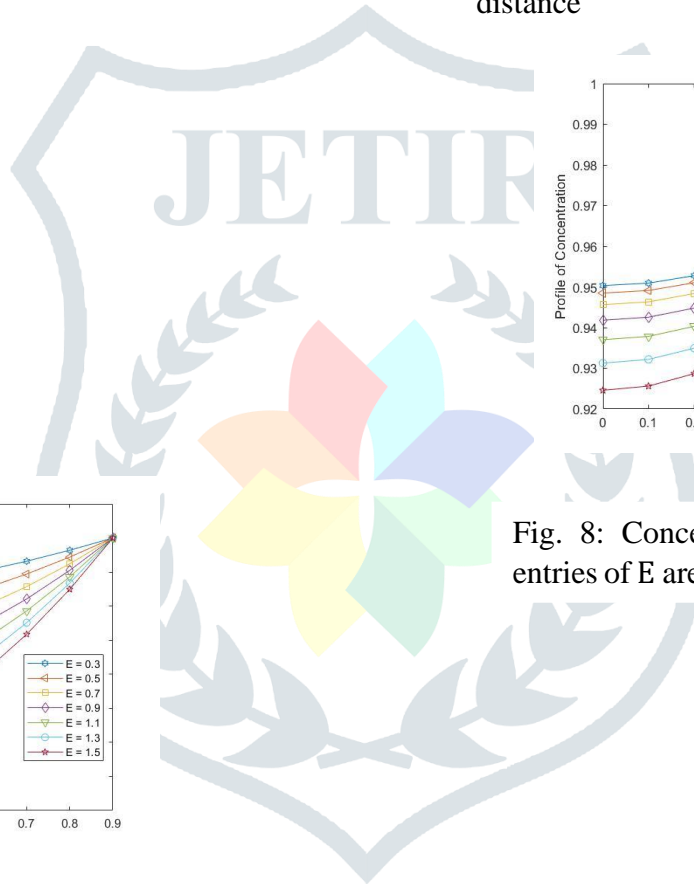 distance
JETIR
1
0.99
0.98
0.97
0.96
0.95
0.94
0.93
0.92
Profile of Concentration
0 0.1
Fig. 8: Conce
entries of E are
E = 0.3
E = 0.5
E = 0.7
E = 0.9
E = 1.1
E = 1.3
E = 1.5
0.7 0.8 0.9